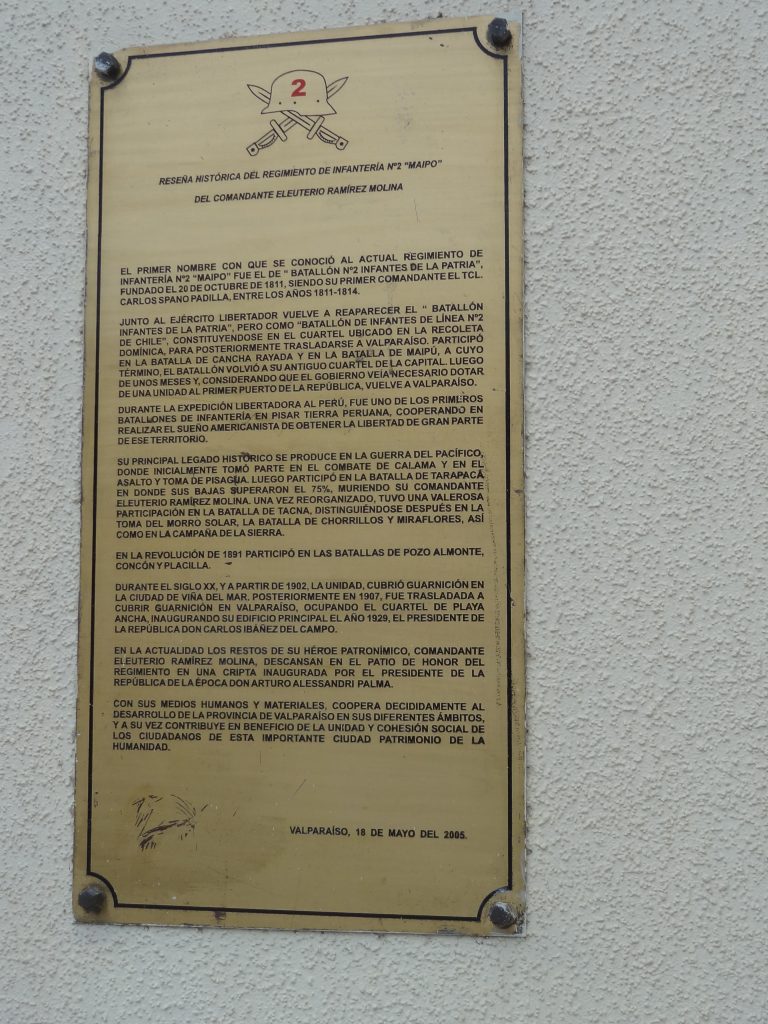 2
RESEÑA HISTÓRICA DEL REGIMIENTO DE INFANTERÍA Nº2 "MAIPO"
DEL COMANDANTE ELEUTERIO RAMÍREZ MOLINA
EL PRIMER NOMBRE CON QUE SE CONOCIÓ AL ACTUAL REGIMIENTO DE
INFANTERÍA Nº2 "MAIPO" FUE EL DE " BATALLÓN Nº2 INFANTES DE LA PATRIA",
FUNDADO EL 20 DE OCTUBRE DE 1811, SIENDO SU PRIMER COMANDANTE EL TCL.
CARLOS SPANO PADILLA, ENTRE LOS AÑOS 1811-1814.
JUNTO AL EJÉRCITO LIBERTADOR VUELVE A REAPARECER EL " BATALLÓN
INFANTES DE LA PATRIA", PERO COMO "BATALLÓN DE INFANTES DE LÍNEA Nº2
DE CHILE", CONSTITUYENDOSE EN EL CUARTEL UBICADO EN LA RECOLETA
DOMÍNICA, PARA POSTERIORMENTE TRASLADARSE A VALPARAÍSO. PARTICIPÓ
EN LA BATALLA DE CANCHA RAYADA Y EN LA BATALLA DE MAIPÚ, A CUYO
TÉRMINO, EL BATALLÓN VOLVIÓ A SU ANTIGUO CUARTEL DE LA CAPITAL. LUEGO
DE UNOS MESES Y, CONSIDERANDO QUE EL GOBIERNO VEIA NECESARIO DOTAR
DE UNA UNIDAD AL PRIMER PUERTO DE LA REPÚBLICA, VUELVE A VALPARAÍSO.
DURANTE LA EXPEDICIÓN LIBERTADORA AL PERÚ, FUE UNO DE LOS PRIMEROS
BATALLONES DE INFANTERÍA EN PISAR TIERRA PERUANA, COOPERANDO EN
REALIZAR EL SUEÑO AMERICANISTA DE OBTENER LA LIBERTAD DE GRAN PARTE
DE ESE TERRITORIO.
SU PRINCIPAL LEGADO HISTÓRICO SE PRODUCE EN LA GUERRA DEL PACÍFICO,
DONDE INICIALMENTE TOMÓ PARTE EN EL COMBATE DE CALAMA Y EN EL
ASALTO Y TOMA DE PISAGUA. LUEGO PARTICIPÓ EN LA BATALLA DE TARAPACÁ
EN DONDE SUS BAJAS SUPERARON EL 75%, MURIENDO SU COMANDANTE
ELEUTERIO RAMÍREZ MOLINA. UNA VEZ REORGANIZADO, TUVO UNA VALEROSA
PARTICIPACIÓN EN LA BATALLA DE TACNA, DISTINGUIÉNDOSE DESPUÉS EN LA
TOMA DEL MORRO SOLAR, LA BATALLA DE CHORRILLOS Y MIRAFLORES, ASÍ
COMO EN LA CAMPAÑA DE LA SIERRA.
EN LA REVOLUCIÓN DE 1891 PARTICIPÓ EN LAS BATALLAS DE POZO ALMONTE,
CONCÓN Y PLACILLA.
DURANTE EL SIGLO XX, Y A PARTIR DE 1902, LA UNIDAD, CUBRIÓ GUARNICIÓN EN
LA CIUDAD DE VIÑA DEL MAR. POSTERIORMENTE EN 1907, FUE TRASLADADA A
CUBRIR GUARNICIÓN EN VALPARAÍSO, OCUPANDO EL CUARTEL DE PLAYA
ANCHA, INAUGURANDO SU EDIFICIO PRINCIPAL EL AÑO 1929, EL PRESIDENTE DE
LA REPÚBLICA DON CARLOS IBÁÑEZ DEL CAMPO.
EN LA ACTUALIDAD LOS RESTOS DE SU HÉROE PATRONÍMICO, COMANDANTE
ELEUTERIO RAMÍREZ MOLINA, DESCANSAN EN EL PATIO DE HONOR DEL
REGIMIENTO EN UNA CRIPTA INAUGURADA POR EL PRESIDENTE DE LA
REPÚBLICA DE LA ÉPOCA DON ARTURO ALESSANDRI PALMA.
CON SUS MEDIOS HUMANOS Y MATERIALES, COOPERA DECIDIDAMENTE AL
DESARROLLO DE LA PROVINCIA DE VALPARAÍSO EN SUS DIFERENTES ÁMBITOS,
Y A SU VEZ CONTRIBUYE EN BENEFICIO DE LA UNIDAD Y COHESIÓN SOCIAL DE
LOS CIUDADANOS DE ESTA IMPORTANTE CIUDAD PATRIMONIO DE LA
HUMANIDAD.
VALPARAÍSO, 18 DE MAYO DEL 2005.